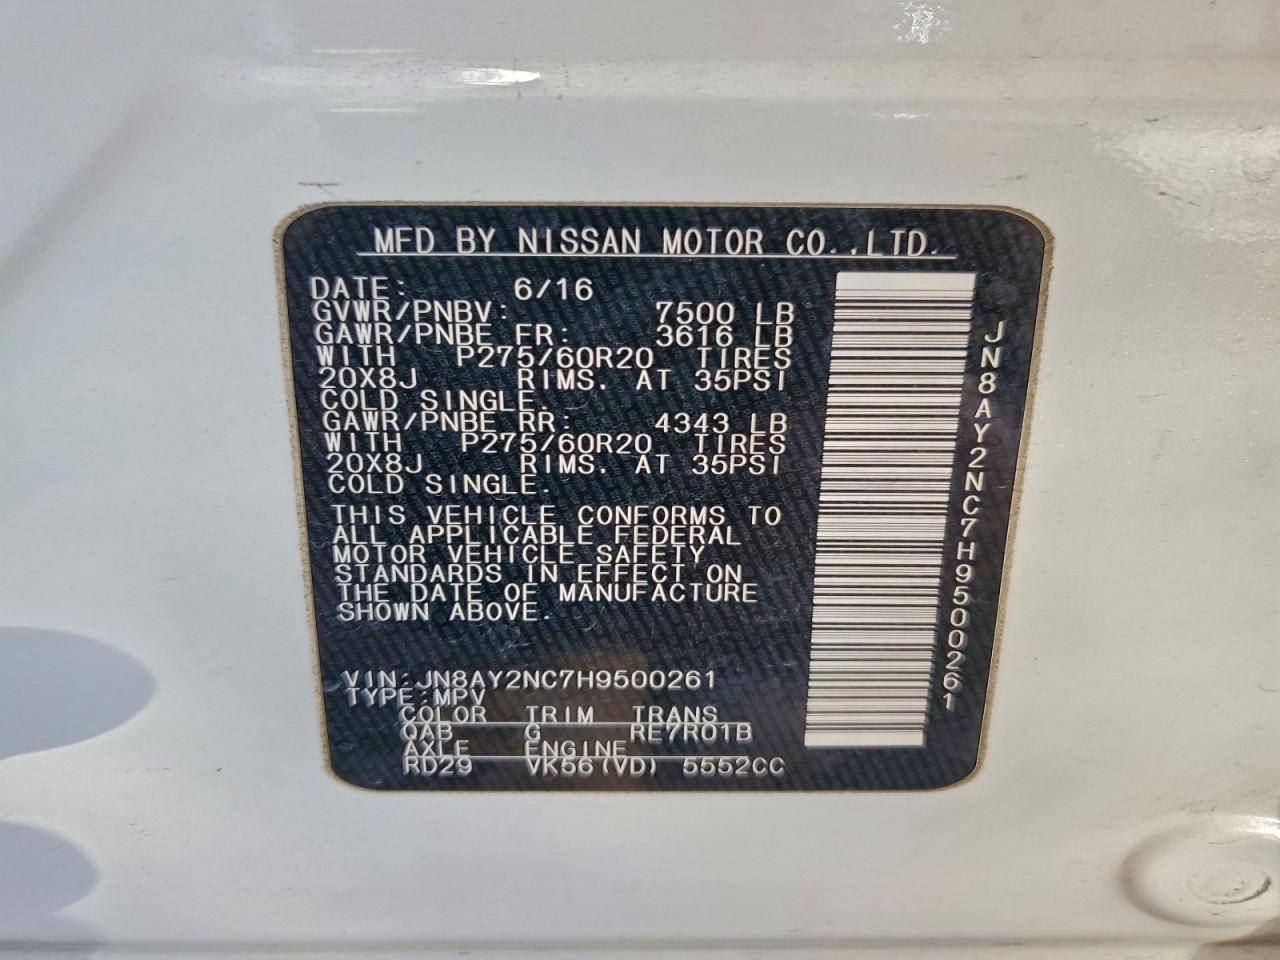 MFD BY NISSAN MOTOR CO.,LTD.
DATE: 6/16
GVWR/PNBV: 7500 LB
GAWR/PNBE FR: 3616 LB
WITH P275/60R20 TIRES
20X8J RIMS. AT 35PSI
COLD SINGLE.
GAWR/PNBE RR: 4343 LB
WITH P275/60R20 TIRES
20X8J RIMS. AT 35PSI
COLD SINGLE.
THIS VEHICLE CONFORMS TO
ALL APPLICABLE FEDERAL
MOTOR VEHICLE SAFETY
STANDARDS IN EFFECT ON
THE DATE OF MANUFACTURE
SHOWN ABOVE.
VIN:JN8AY2NC7H9500261
TYPE:MPV
COLOR TRIM TRANS
QAB G RE7R01B
AXLE ENGINE
RD29 VK56(VD) 5552CC
JN8AY2NC7H9500261